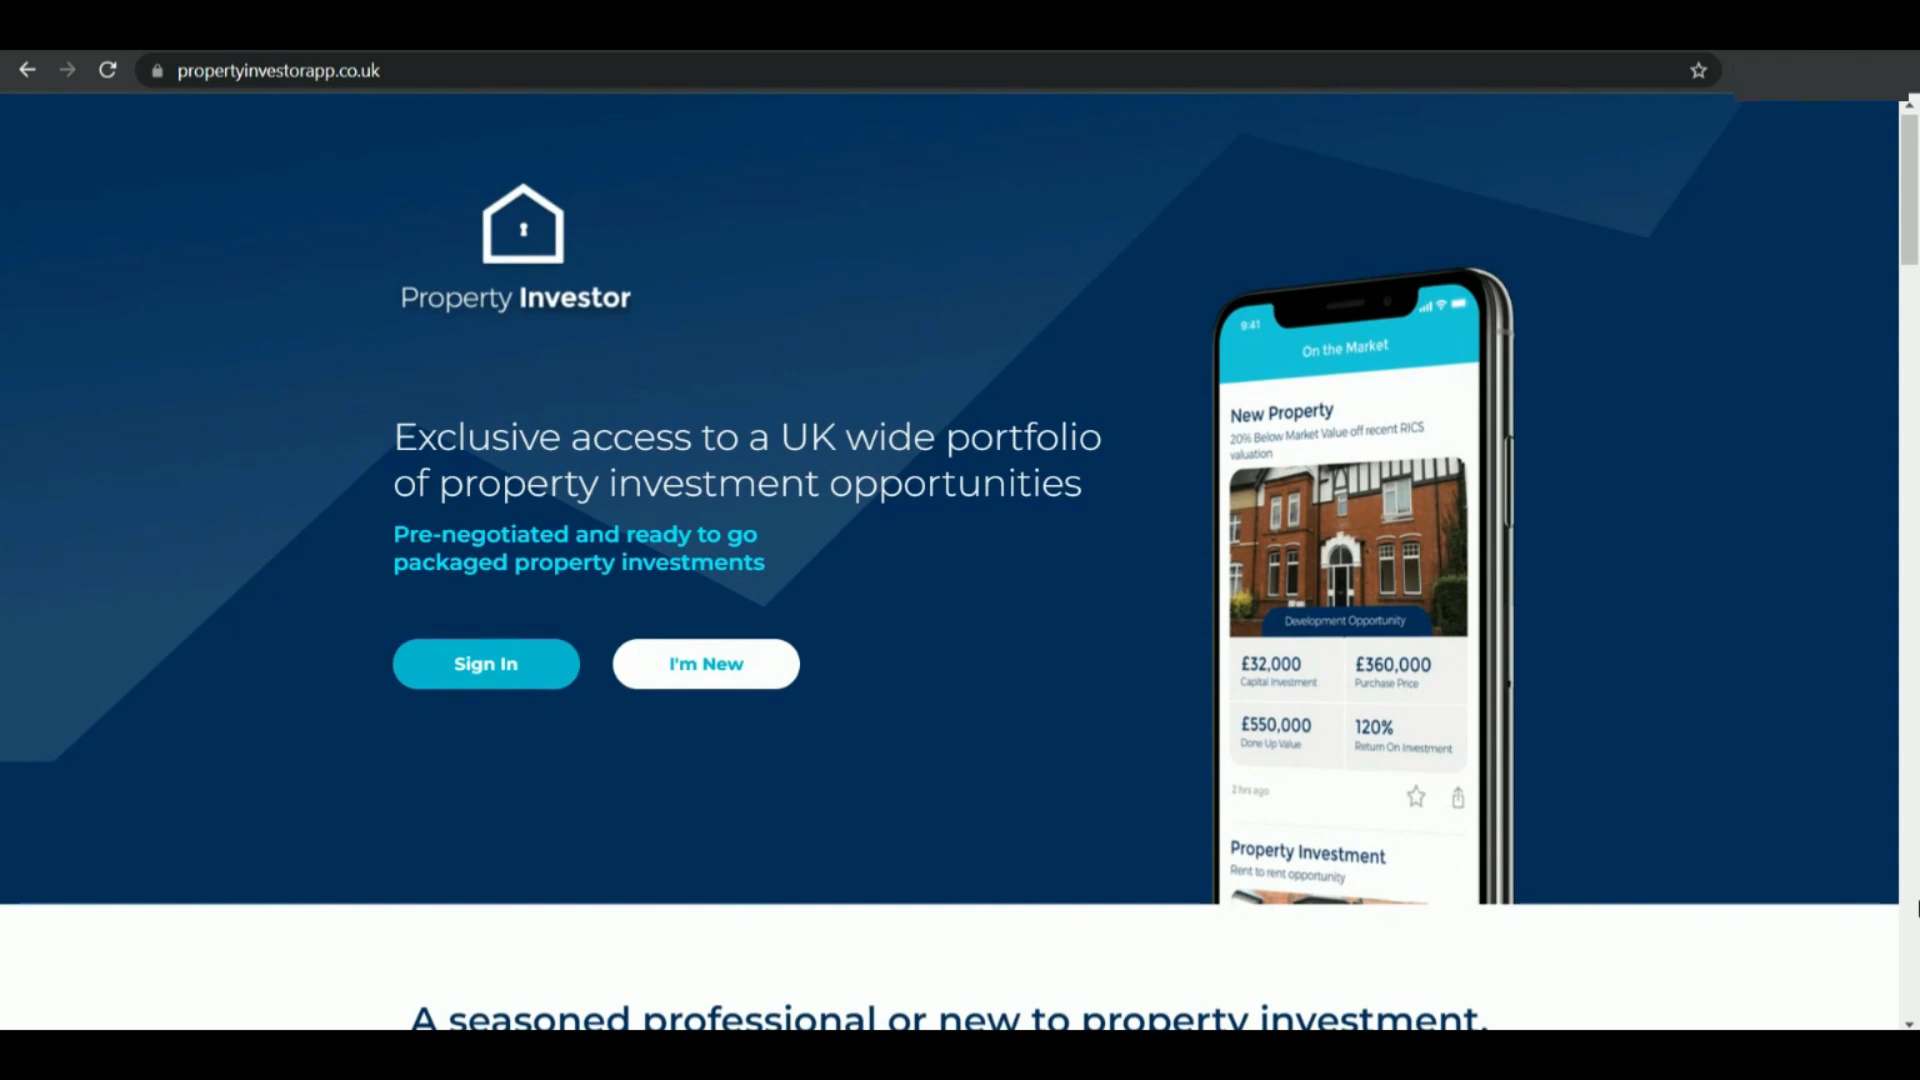 propertyinvestorapp.co.uk
Property Investor
Exclusive access to a UK wide portfolio
of property investment opportunities
Pre-negotiated and ready to go
packaged property investments
Sign In
I'm New
9:41
On the Market
New Property
20% Below Market Value off recent RICS
valuation
Development Opportunity
£32,000
Capital Investment
£360,000
Purchase Price
£550,000
Done Up Value
120%
Return On Investment
2 hrs ago
Property Investment
Rent to rent opportunity
A seasoned professional or new to property investment,